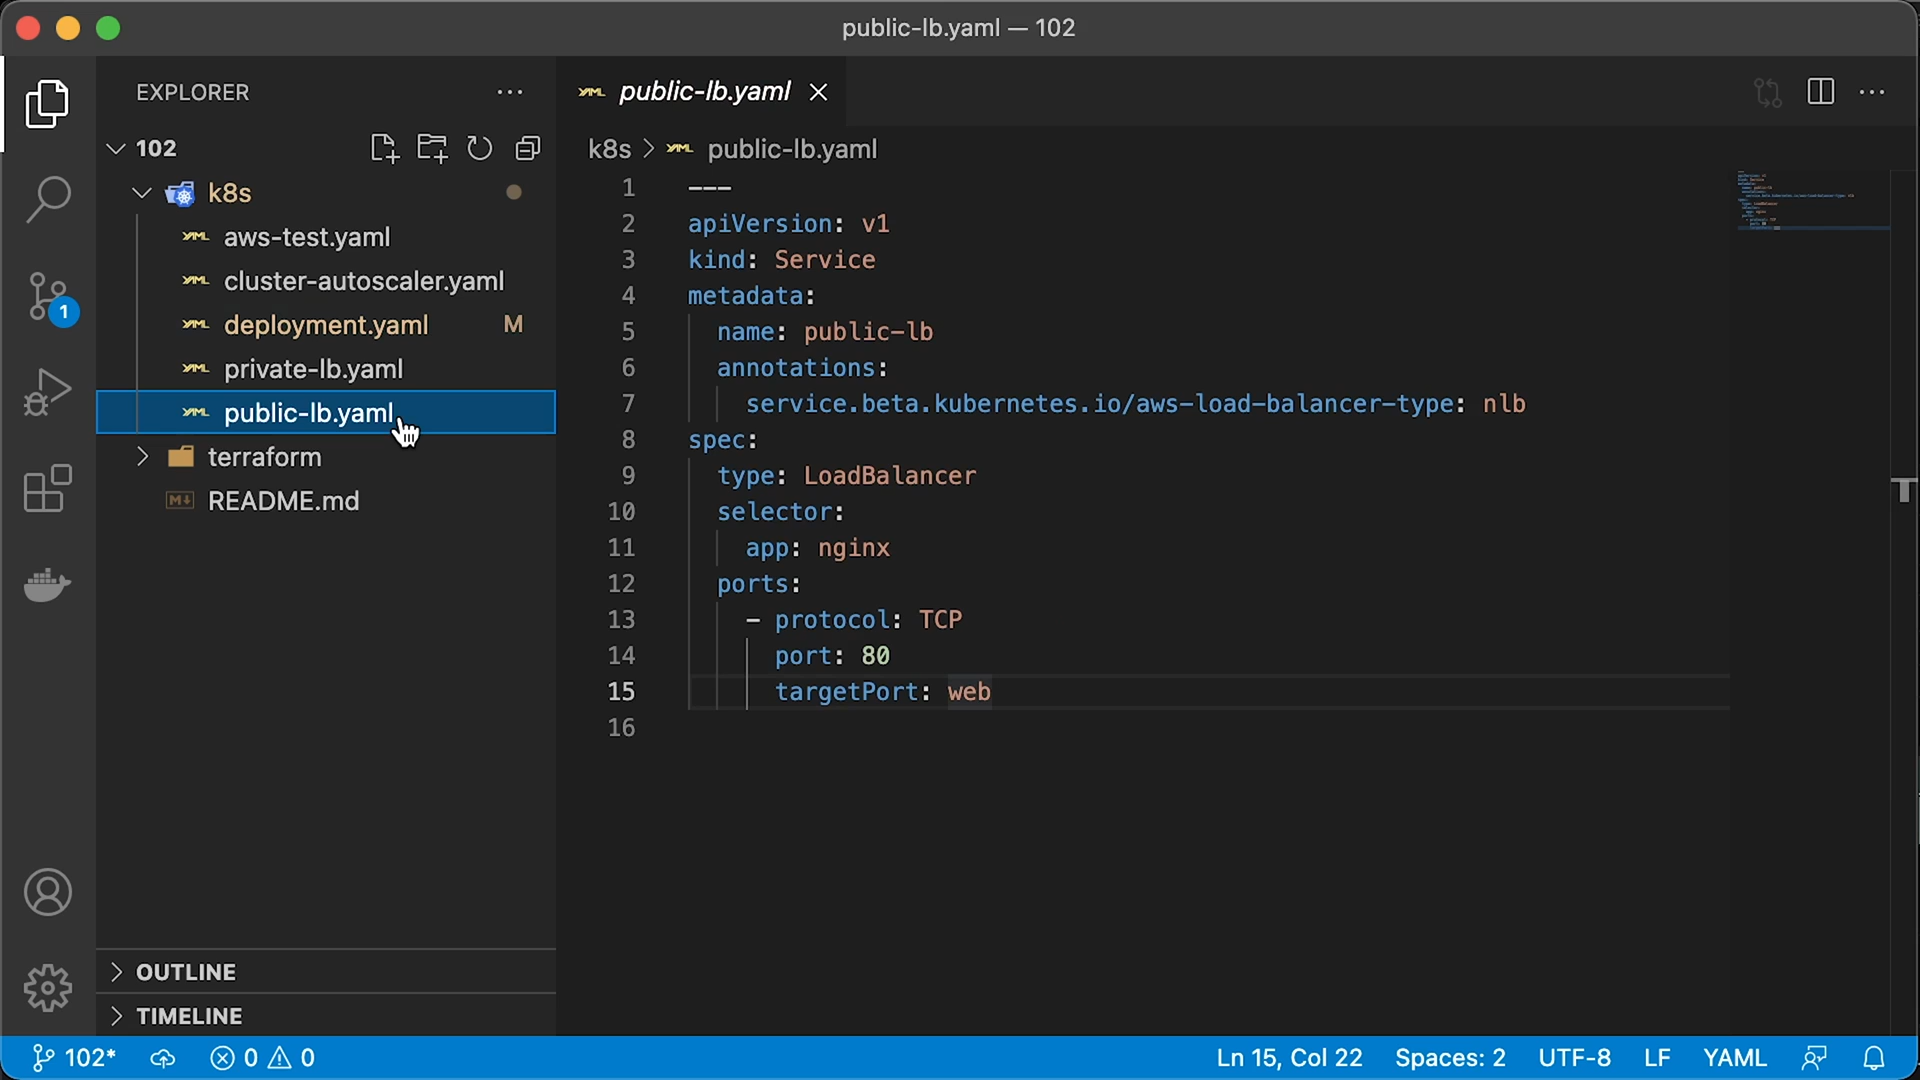 public-lb.yaml — 102
EXPLORER
public-lb.yaml
102
k8s > public-lb.yaml
k8s
aws-test.yaml
cluster-autoscaler.yaml
deployment.yaml M
private-lb.yaml
public-lb.yaml
terraform
README.md
1
1 ---
2 apiVersion: v1
3 kind: Service
4 metadata:
5 name: public-lb
6 annotations:
7 service.beta.kubernetes.io/aws-load-balancer-type: nlb
8 spec:
9 type: LoadBalancer
10 selector:
11 app: nginx
12 ports:
13 - protocol: TCP
14 port: 80
15 targetPort: web
16
OUTLINE
TIMELINE
102* 0 0 Ln 15, Col 22 Spaces: 2 UTF-8 LF YAML